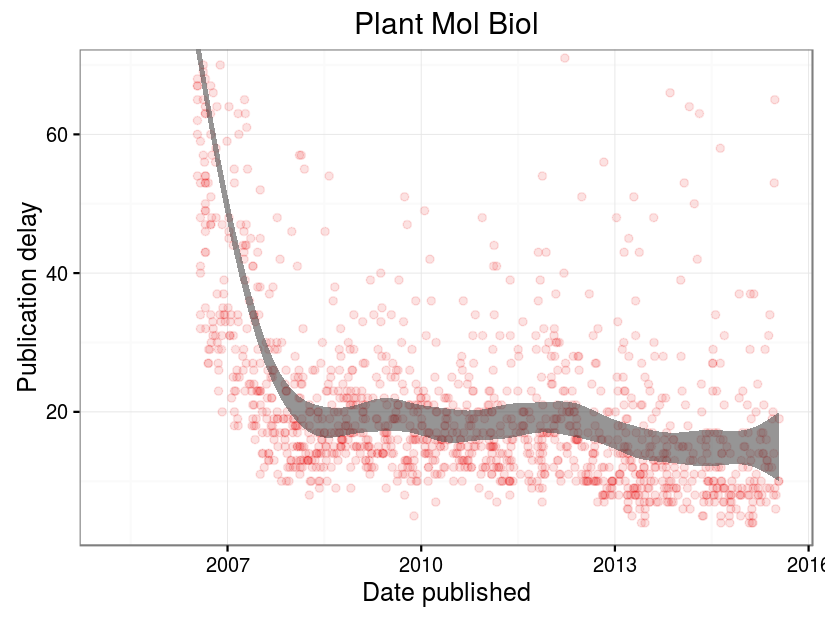 Plant Mol Biol
Publication delay
60
40
20
2007 2010 2013 2016
Date published